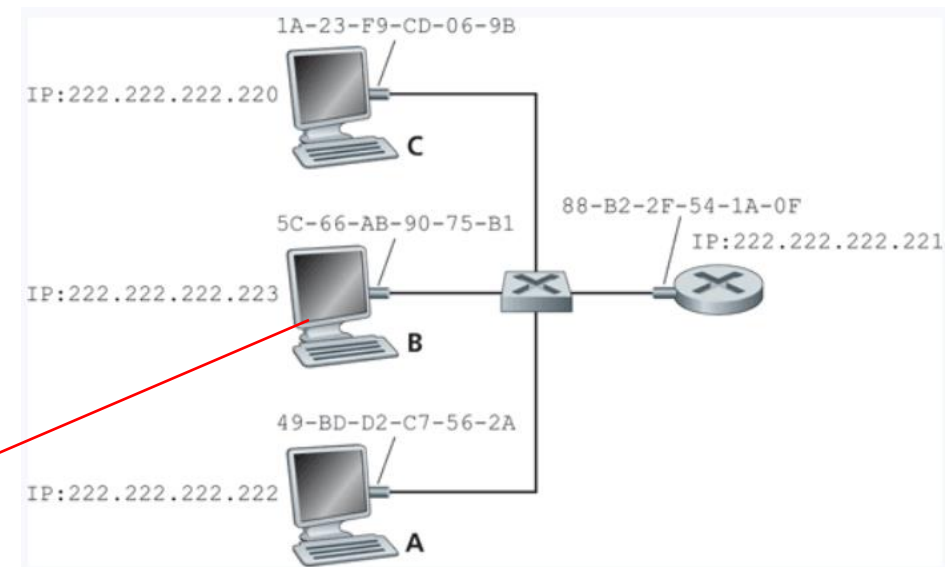 1A-23-F9-CD-06-9B
IP:222.222.222.220
C
5C-66-AB-90-75-B1
88-B2-2F-54-1A-0F
IP:222.222.222.221
IP:222.222.222.223
B
49-BD-D2-C7-56-2A
IP:222.222.222.222
A